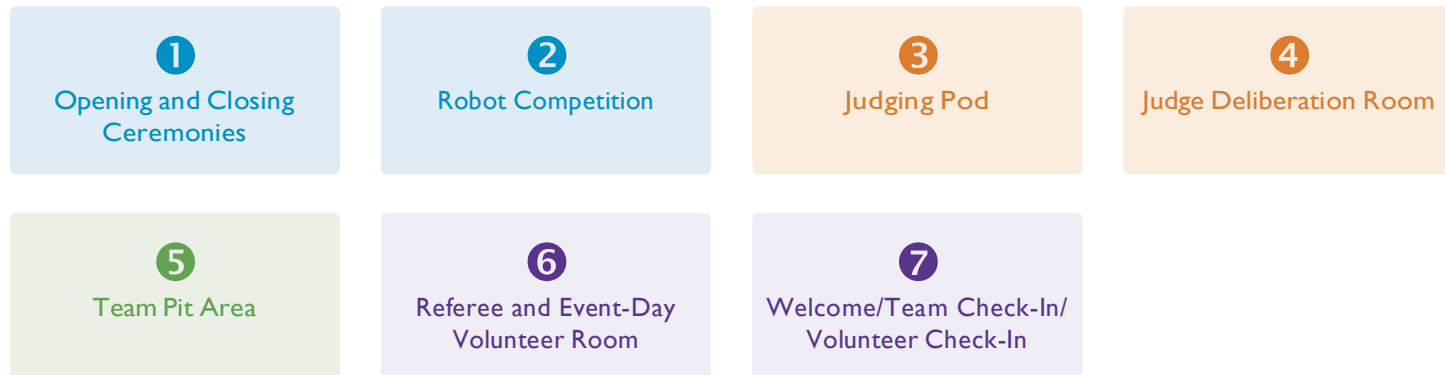 1
Opening and Closing
Ceremonies
2
Robot Competition
3
Judging Pod
4
Judge Deliberation Room
5
Team Pit Area
6
Referee and Event-Day
Volunteer Room
7
Welcome/Team Check-In/
Volunteer Check-In